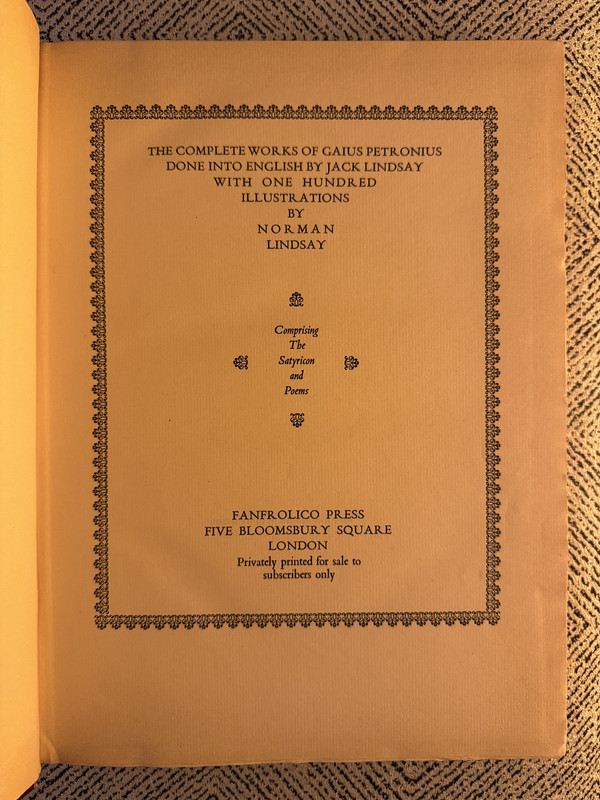 THE COMPLETE WORKS OF GAIUS PETRONIUS
DONE INTO ENGLISH BY JACK LINDSAY
WITH ONE HUNDRED
ILLUSTRATIONS
BY
NORMAN
LINDSAY
Comprising
The
Satyricon
and
Poems
FANFROLICO PRESS
FIVE BLOOMSBURY SQUARE
LONDON
Privately printed for sale to
subscribers only